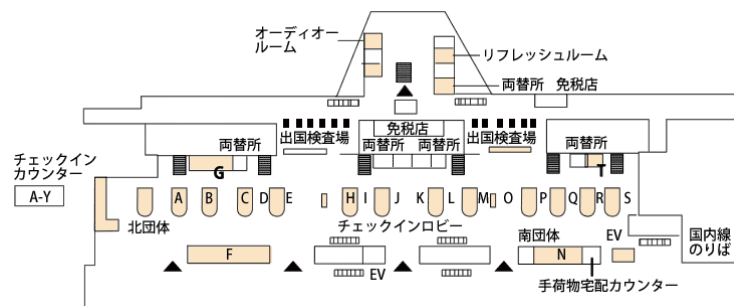 オーディオー
ルーム
リフレッシュルーム
両替所 免税店
出国検査場
免税店
出国検査場
両替所
両替所 両替所
両替所
チェックイン
カウンター
A-Y
G
T
A B C D E H I J K L M O P Q R S
北団体
チェックインロビー
南団体
EV
国内線
のりば
F
N
EV
手荷物宅配カウンター